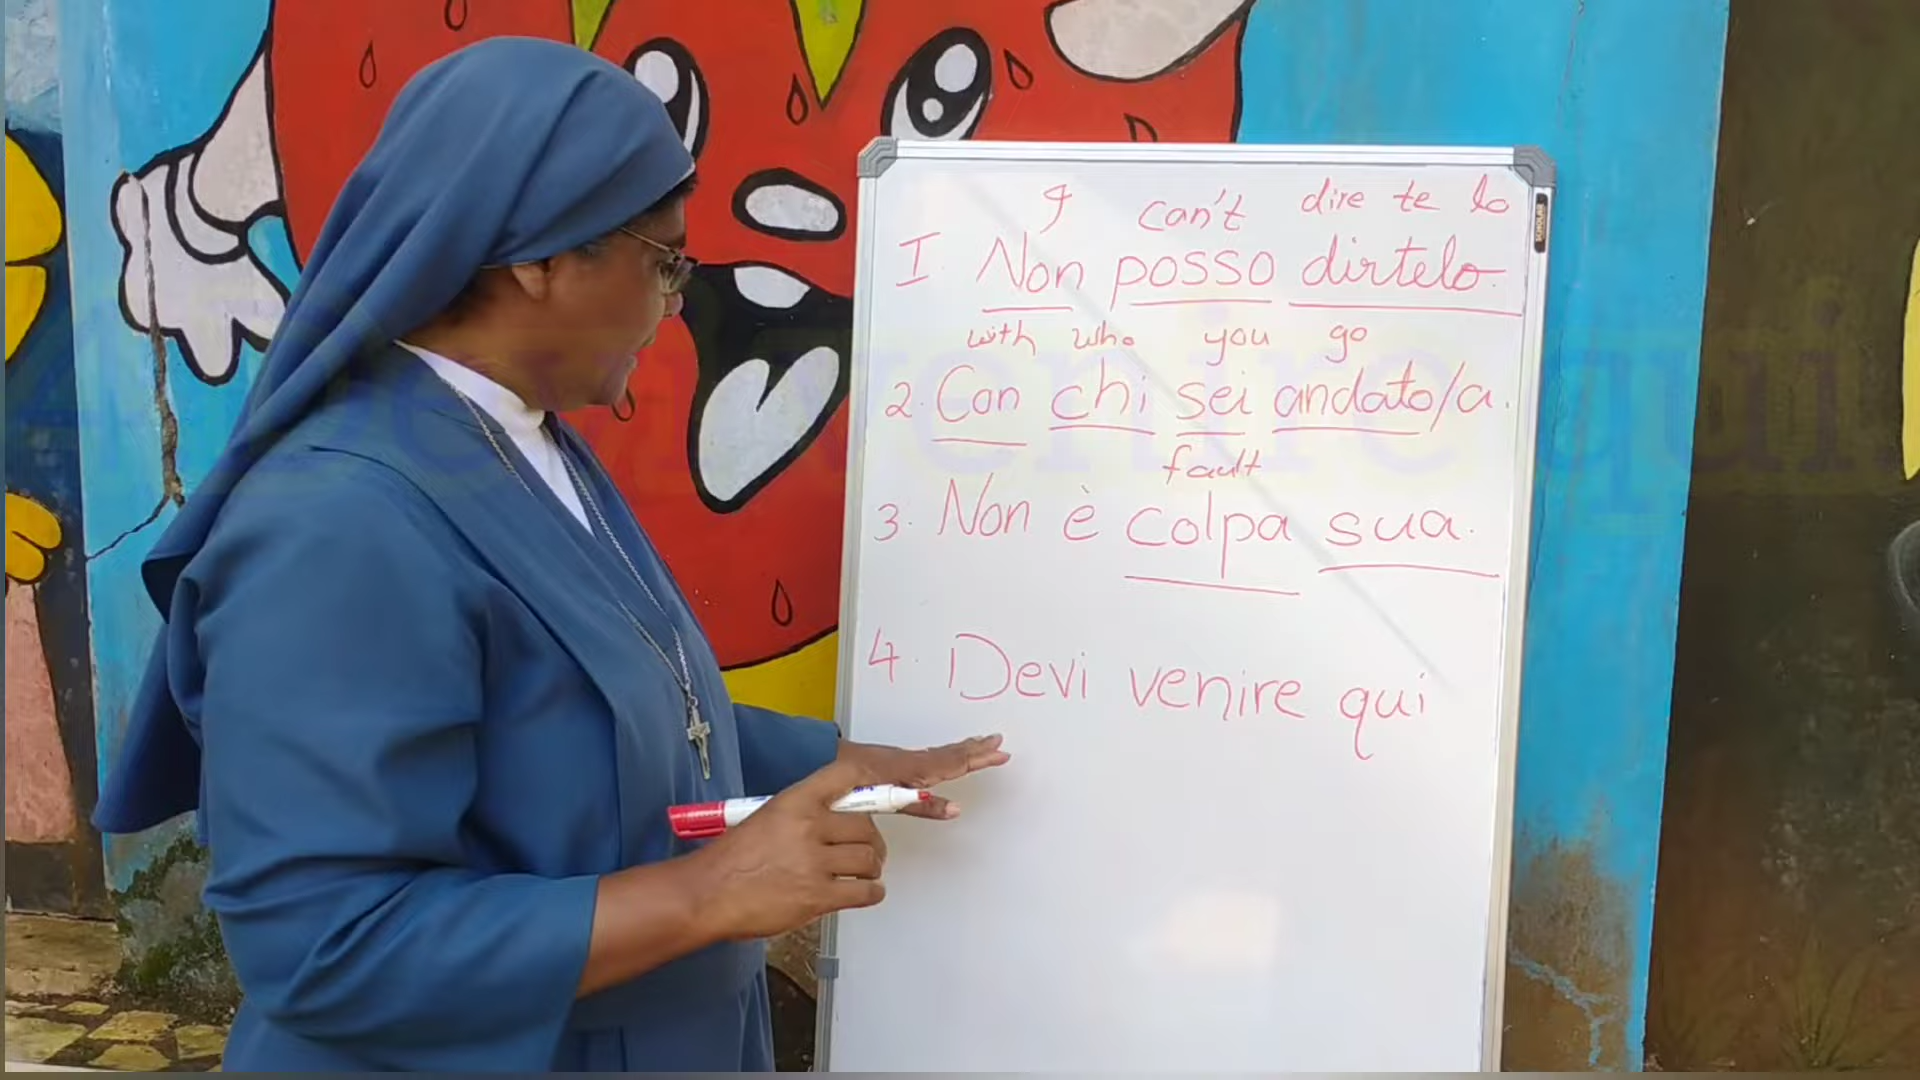 I can't dire te lo
I. Non posso dirtelo.
with who you go
2. Con chi sei andato/a.
fault
3. Non è colpa sua.
4. Devi venire qui